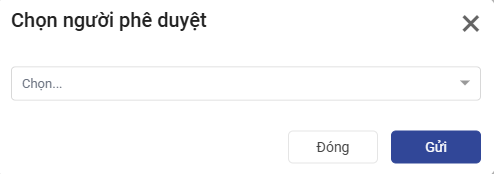 Chọn người phê duyệt
Chọn...
Đóng
Gửi